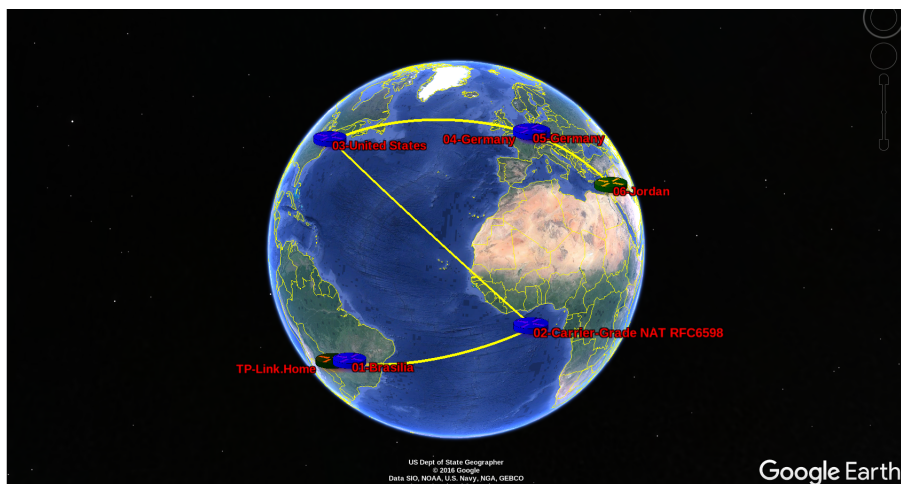 03-United States
04-Germany
05-Germany
06-Jordan
02-Carrier-Grade NAT RFC6598
TP-Link.Home
01-Brasilia
US Dept of State Geographer
© 2016 Google
Data SIO, NOAA, U.S. Navy, NGA, GEBCO
Google Earth